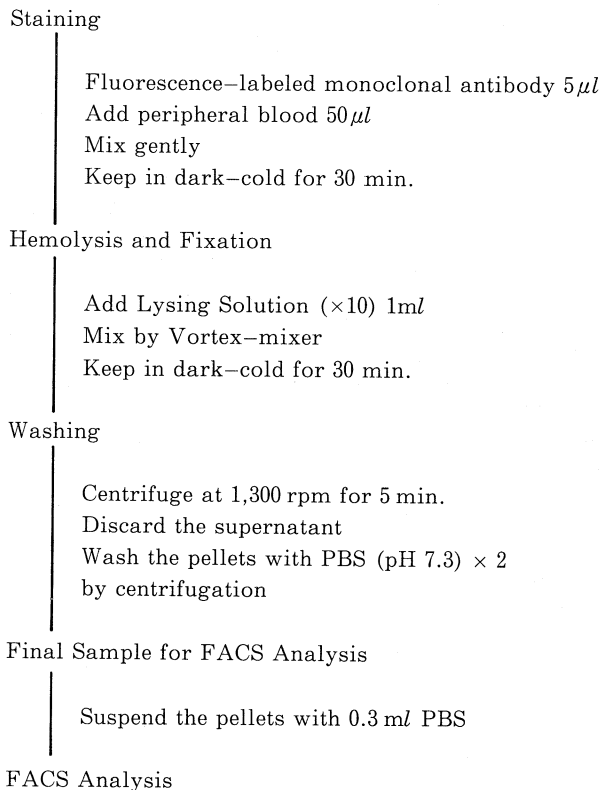 Staining
Fluorescence–labeled monoclonal antibody 5μl
Add peripheral blood 50μl
Mix gently
Keep in dark–cold for 30 min.
Hemolysis and Fixation
Add Lysing Solution (×10) 1ml
Mix by Vortex–mixer
Keep in dark–cold for 30 min.
Washing
Centrifuge at 1,300 rpm for 5 min.
Discard the supernatant
Wash the pellets with PBS (pH 7.3) × 2
by centrifugation
Final Sample for FACS Analysis
Suspend the pellets with 0.3 ml PBS
FACS Analysis